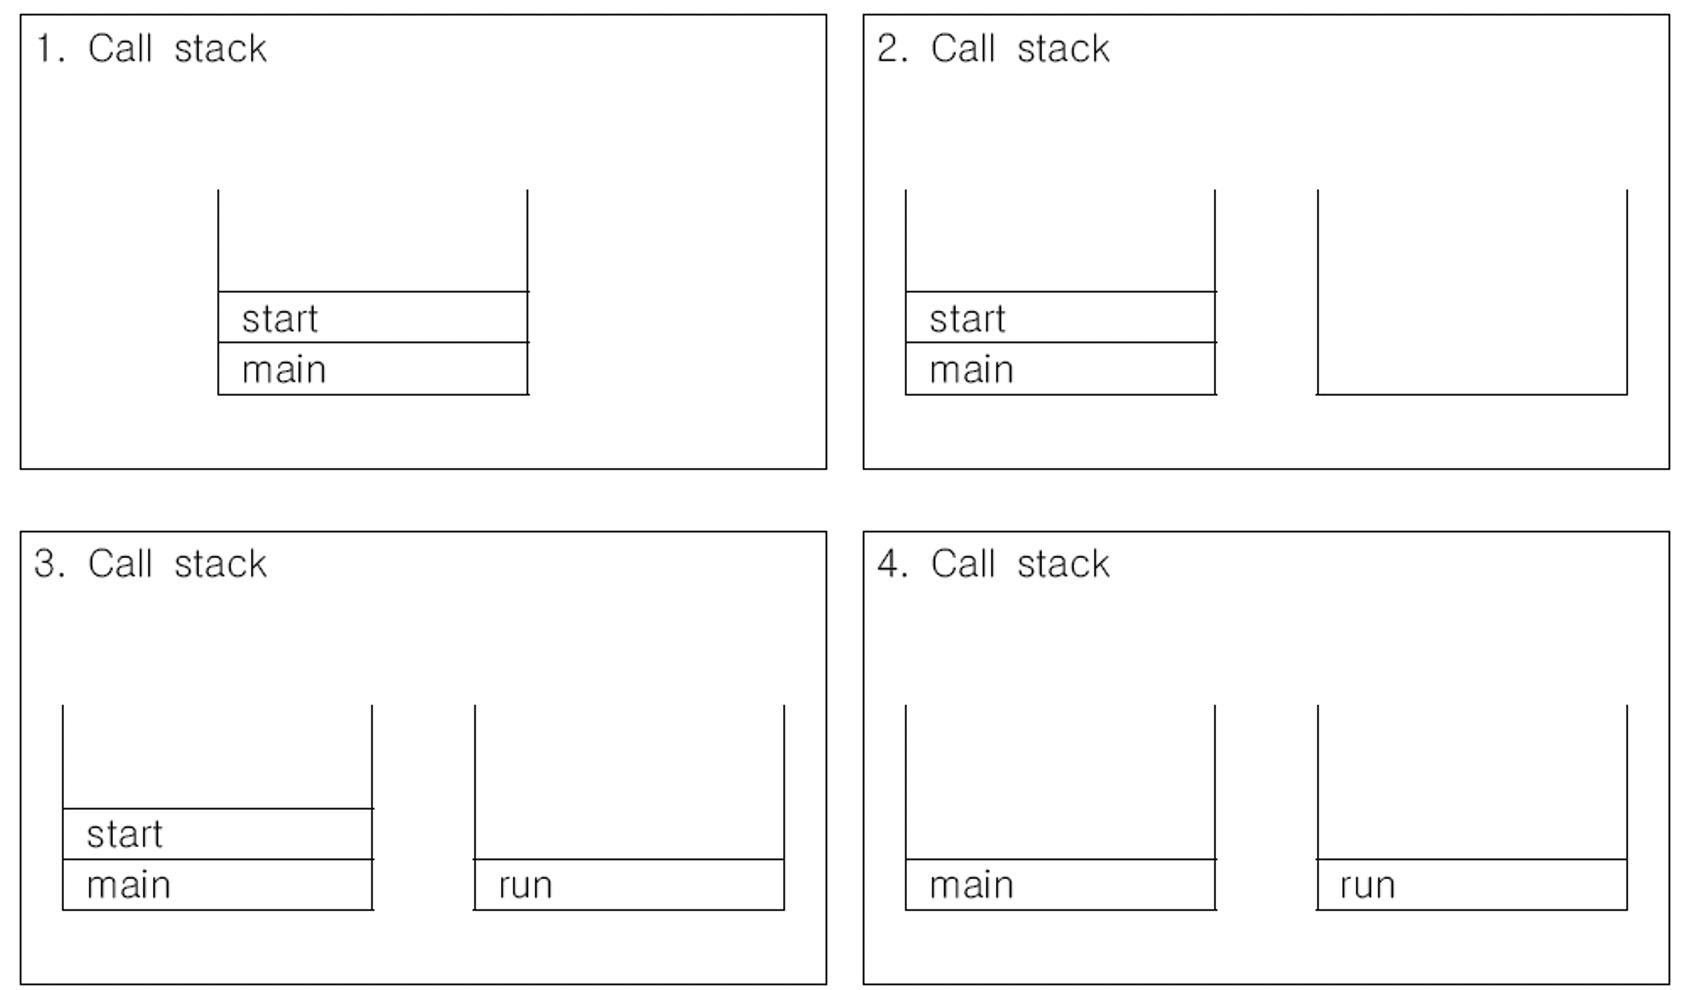 1. Call stack
start
main
2. Call stack
start
main
3. Call stack
start
main
run
4. Call stack
main
run